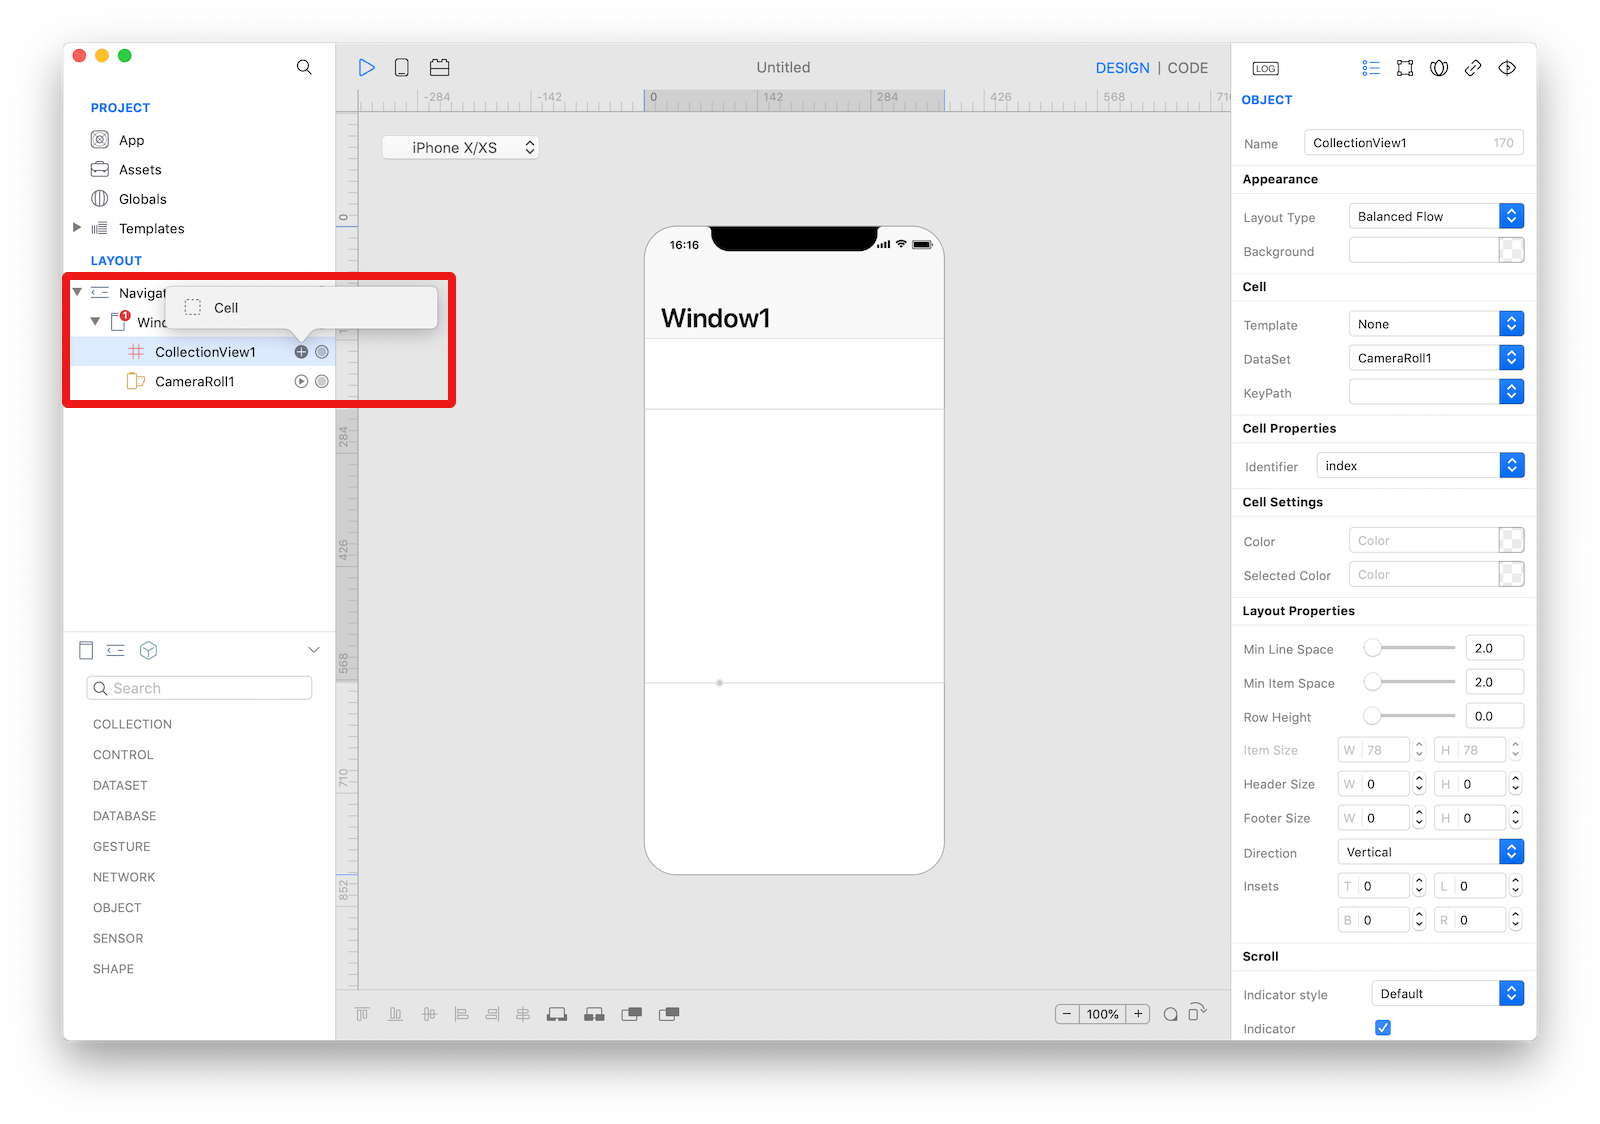 Untitled
DESIGN | CODE
LOG
-284
-142
0
142
284
426
568
PROJECT
App
Assets
Globals
Templates
LAYOUT
Navigat
Cell
1
Winc
CollectionView1
CameraRoll1
Search
COLLECTION
CONTROL
DATASET
DATABASE
GESTURE
NETWORK
OBJECT
SENSOR
SHAPE
iPhone X/XS
0
284
426
568
710
852
16:16
Window1
100%
OBJECT
Name CollectionView1 170
Appearance
Layout Type Balanced Flow
Background
Cell
Template None
DataSet CameraRoll1
KeyPath
Cell Properties
Identifier index
Cell Settings
Color Color
Selected Color Color
Layout Properties
Min Line Space 2.0
Min Item Space 2.0
Row Height 0.0
Item Size W 78 H 78
Header Size W 0 H 0
Footer Size W 0 H 0
Direction Vertical
Insets T 0 L 0
B 0 R 0
Scroll
Indicator style Default
Indicator